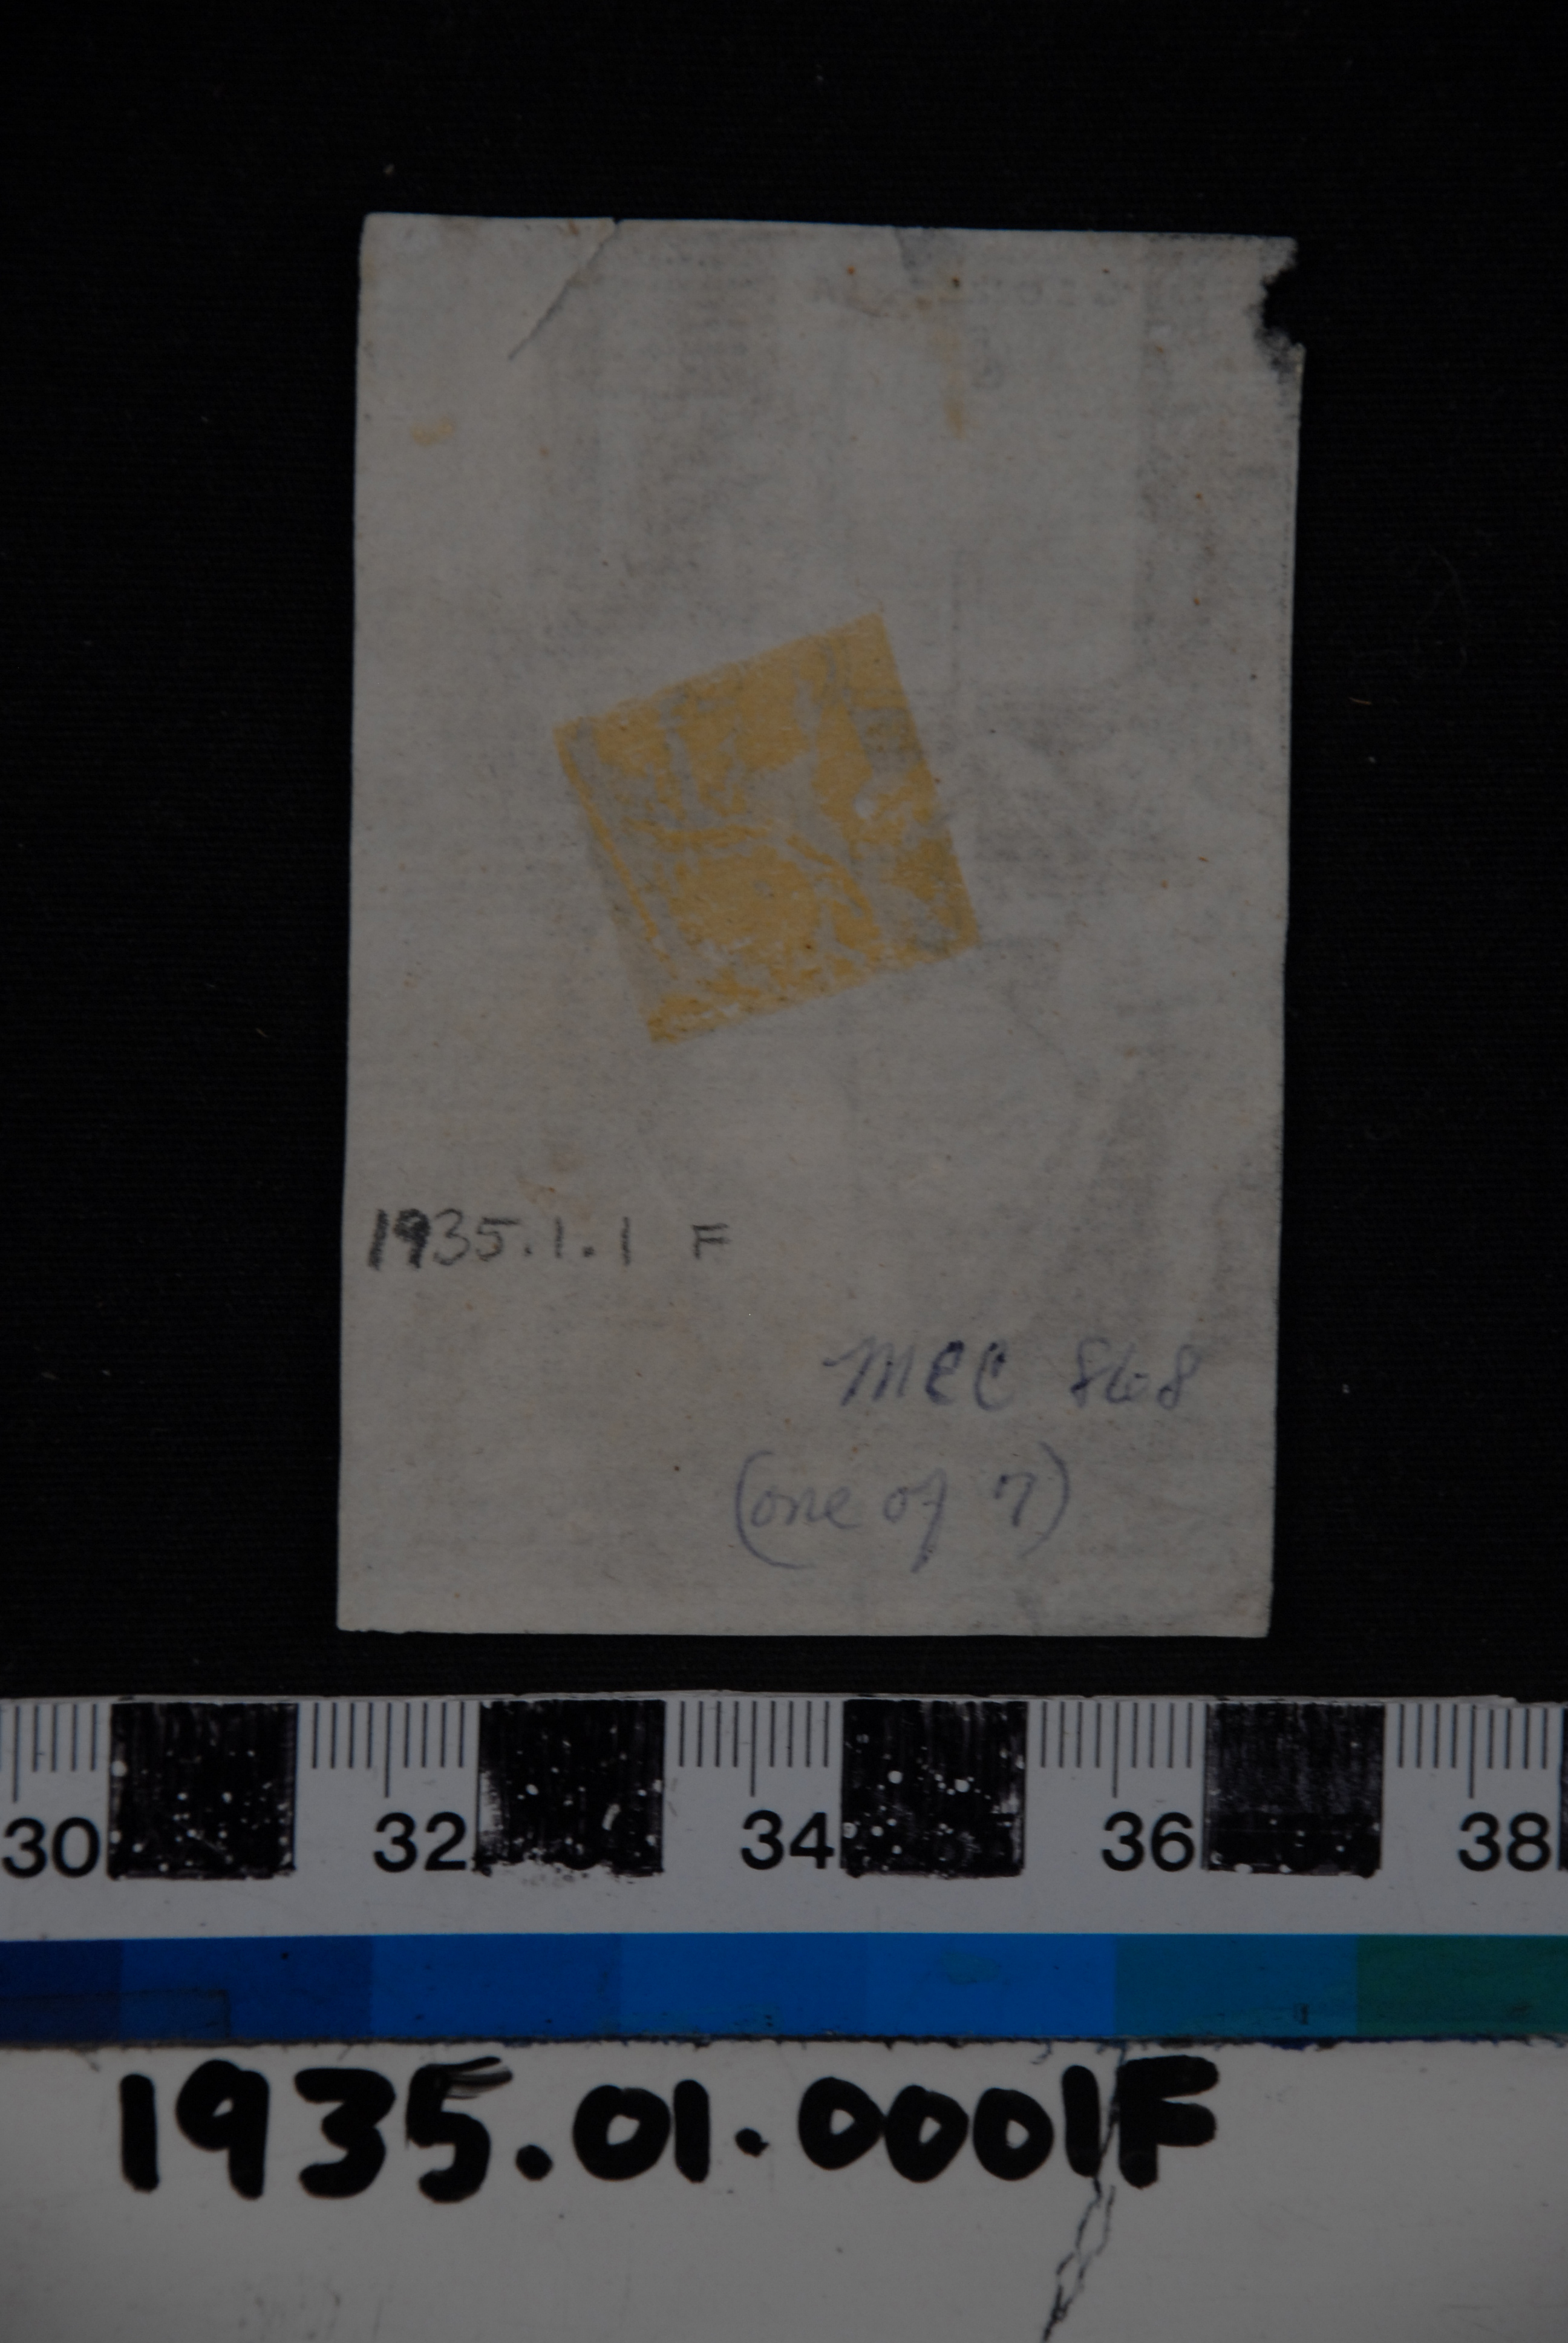 1935.1.1 F
MCC 868
(one of 7)
30 32 34 36 38
1935.01.0001F